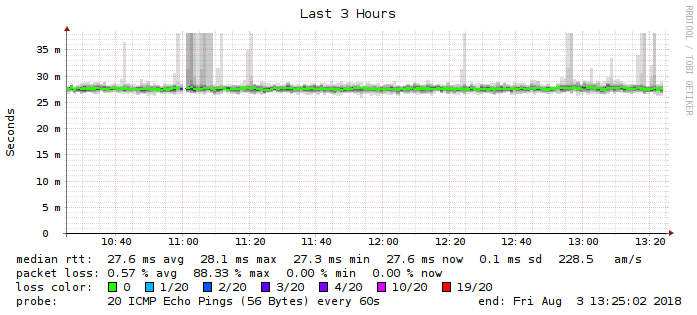 Last 3 Hours
RRDTOOL / TOBI OETIKER
Seconds
35 m
30 m
25 m
20 m
15 m
10 m
5 m
0
10:40 11:00 11:20 11:40 12:00 12:20 12:40 13:00 13:20
median rtt: 27.6 ms avg 28.1 ms max 27.3 ms min 27.6 ms now 0.1 ms sd 228.5 am/s
packet loss: 0.57 % avg 88.33 % max 0.00 % min 0.00 % now
loss color: 0 1/20 2/20 3/20 4/20 10/20 19/20
probe: 20 ICMP Echo Pings (56 Bytes) every 60s end: Fri Aug 3 13:25:02 2018